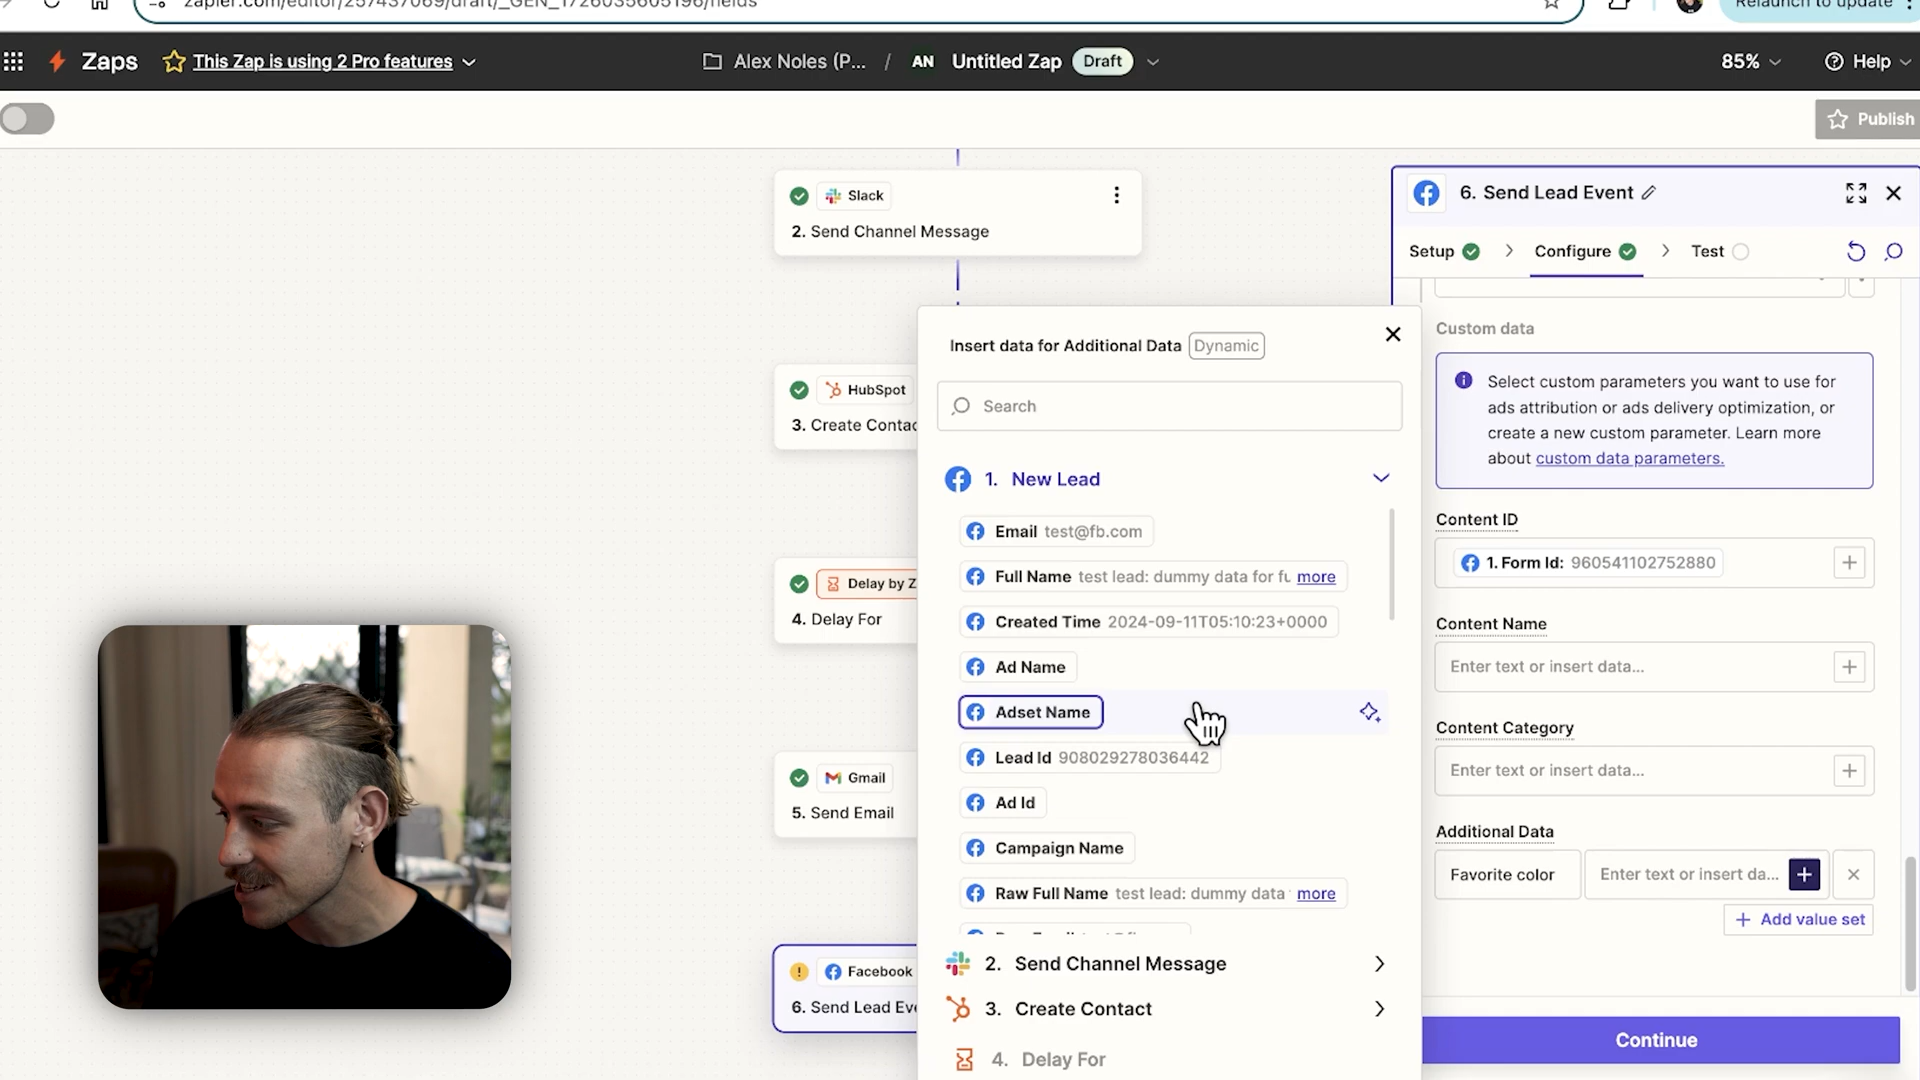 zapier.com/editor/257437069/draft/_GEN_1726035605196/fields
Relaunch to update
Zaps
This Zap is using 2 Pro features
Alex Noles (P... / AN Untitled Zap Draft
85%
Help
Publish
Slack
2. Send Channel Message
HubSpot
3. Create Contac
Delay by Z
4. Delay For
Gmail
5. Send Email
Facebook
6. Send Lead Eve
Insert data for Additional Data Dynamic
Search
1. New Lead
Email test@fb.com
Full Name test lead: dummy data for fu more
Created Time 2024-09-11T05:10:23+0000
Ad Name
Adset Name
Lead Id 908029278036442
Ad Id
Campaign Name
Raw Full Name test lead: dummy data more
2. Send Channel Message
3. Create Contact
4. Delay For
6. Send Lead Event
Setup
Configure
Test
Custom data
Select custom parameters you want to use for
ads attribution or ads delivery optimization, or
create a new custom parameter. Learn more
about custom data parameters.
Content ID
1. Form Id: 960541102752880
Content Name
Enter text or insert data...
Content Category
Enter text or insert data...
Additional Data
Favorite color
Enter text or insert da...
+ Add value set
Continue